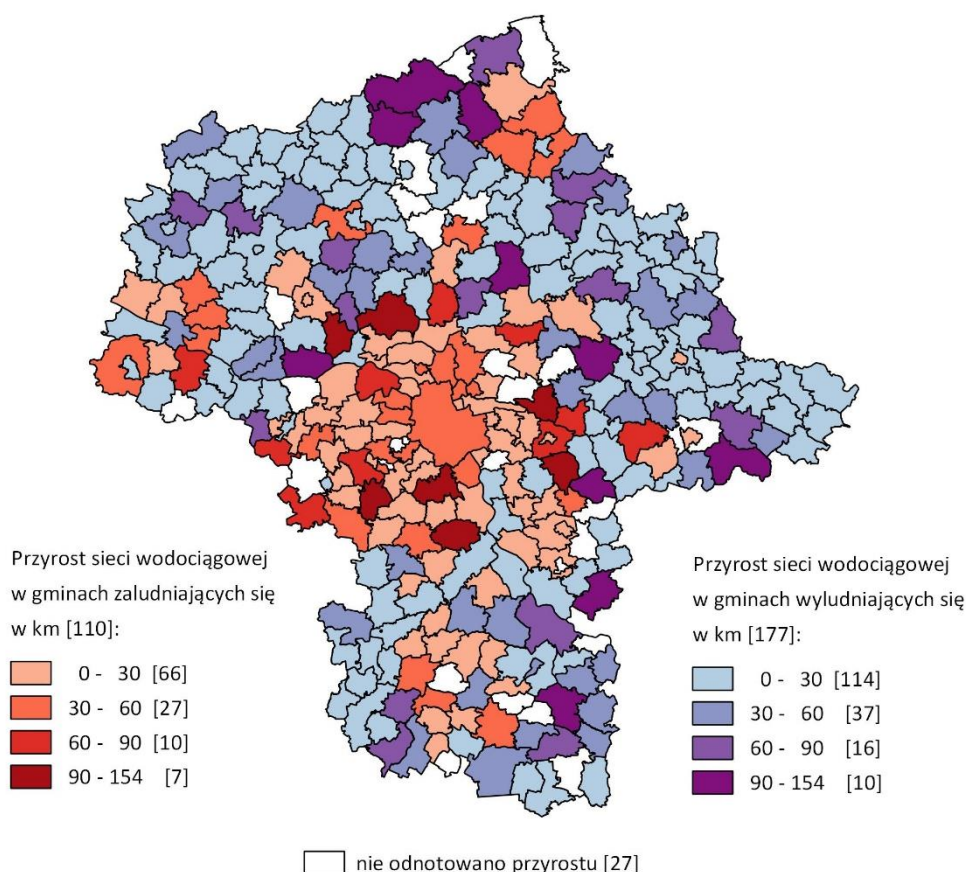 Przyrost sieci wodociągowej
w gminach zaludniających się
w km [110]:
0 - 30 [66]
30 - 60 [27]
60 - 90 [10]
90 - 154 [7]
Przyrost sieci wodociągowej
w gminach wyludniających się
w km [177]:
0 - 30 [114]
30 - 60 [37]
60 - 90 [16]
90 - 154 [10]
nie odnotowano przyrostu [27]